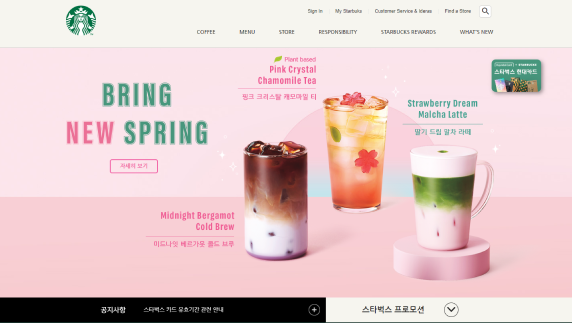 Sign In
My Starbucks
Customer Service & Ideas
Find a Store
COFFEE
MENU
STORE
RESPONSIBILITY
STARBUCKS REWARDS
WHAT'S NEW
BRING
NEW SPRING
자세히 보기
Plant based
Pink Crystal
Chamomile Tea
핑크 크리스탈 캐모마일 티
스타벅스 현대카드
Strawberry Dream
Malcha Latte
딸기 드림 말차 라떼
Midnight Bergamot
Cold Brew
미드나잇 베르가못 콜드 브루
공지사항
스타벅스 카드 유효기간 관련 안내
스타벅스 프로모션